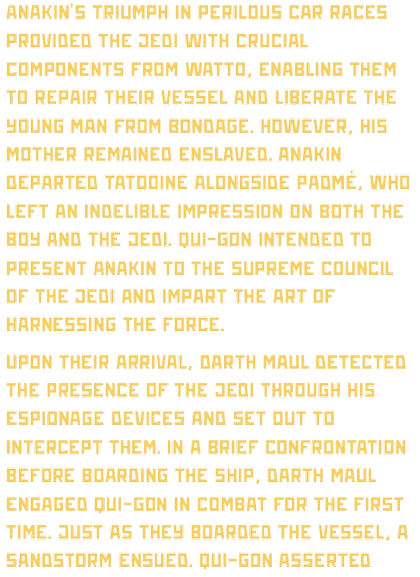 ANAKIN'S TRIUMPH IN PERILOUS CAR RACES
PROVIDED THE JEDI WITH CRUCIAL
COMPONENTS FROM WATTO, ENABLING THEM
TO REPAIR THEIR VESSEL AND LIBERATE THE
YOUNG MAN FROM BONDAGE. HOWEVER, HIS
MOTHER REMAINED ENSLAVED. ANAKIN
DEPARTED TATOOINE ALONGSIDE PADMÉ, WHO
LEFT AN INDELIBLE IMPRESSION ON BOTH THE
BOY AND THE JEDI. QUI-GON INTENDED TO
PRESENT ANAKIN TO THE SUPREME COUNCIL
OF THE JEDI AND IMPART THE ART OF
HARNESSING THE FORCE.
UPON THEIR ARRIVAL, DARTH MAUL DETECTED
THE PRESENCE OF THE JEDI THROUGH HIS
ESPIONAGE DEVICES AND SET OUT TO
INTERCEPT THEM. IN A BRIEF CONFRONTATION
BEFORE BOARDING THE SHIP, DARTH MAUL
ENGAGED QUI-GON IN COMBAT FOR THE FIRST
TIME. JUST AS THEY BOARDED THE VESSEL, A
SANDSTORM ENSUED. QUI-GON ASSERTED